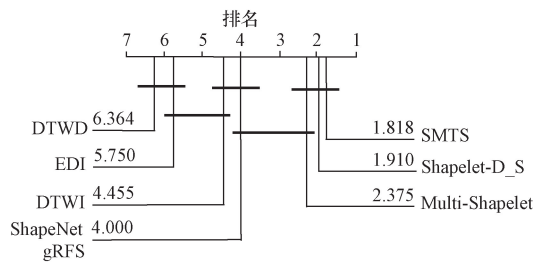 排名
7 6 5 4 3 2 1
DTWD 6.364
EDI 5.750
DTWI 4.455
ShapeNet 4.000
gRFS
1.818 SMTS
1.910 Shapelet-D_S
2.375 Multi-Shapelet